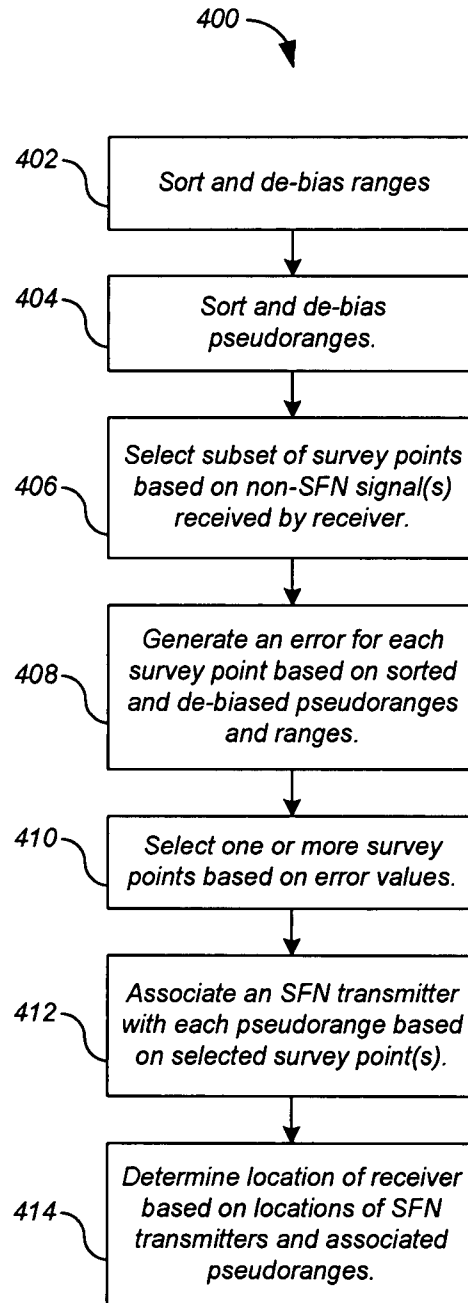 400
402
Sort and de-bias ranges
404
Sort and de-bias
pseudoranges.
406
Select subset of survey points
based on non-SFN signal(s)
received by receiver.
408
Generate an error for each
survey point based on sorted
and de-biased pseudoranges
and ranges.
410
Select one or more survey
points based on error values.
412
Associate an SFN transmitter
with each pseudorange based
on selected survey point(s).
414
Determine location of receiver
based on locations of SFN
transmitters and associated
pseudoranges.